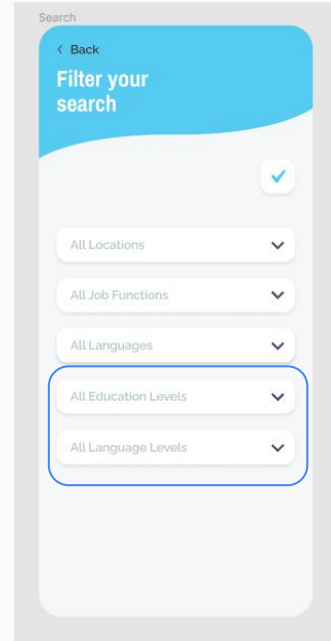 Search
Back
Filter your
search
All Locations
All Job Functions
All Languages
All Education Levels
All Language Levels